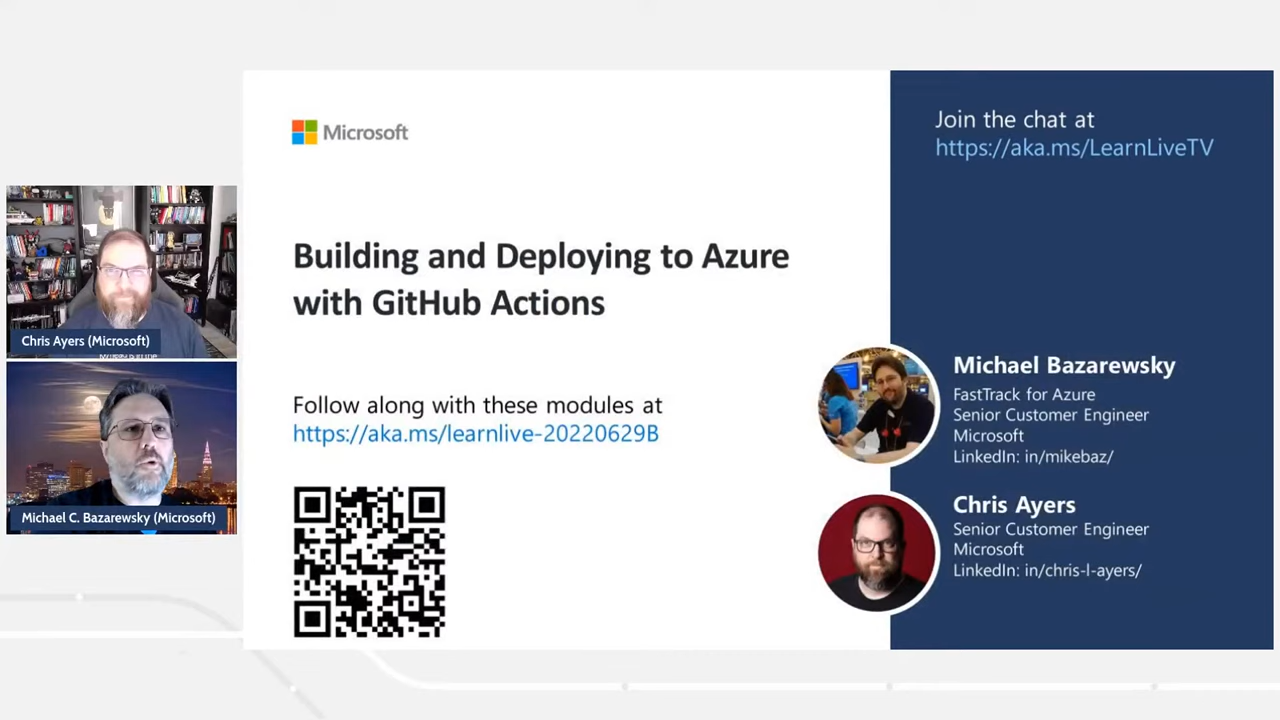 Microsoft
Join the chat at
https://aka.ms/LearnLiveTV
Building and Deploying to Azure
with GitHub Actions
Follow along with these modules at
https://aka.ms/learnlive-20220629B
Michael Bazarewsky
FastTrack for Azure
Senior Customer Engineer
Microsoft
LinkedIn: in/mikebaz/
Chris Ayers
Senior Customer Engineer
Microsoft
LinkedIn: in/chris-l-ayers/
Chris Ayers (Microsoft)
Michael C. Bazarewsky (Microsoft)